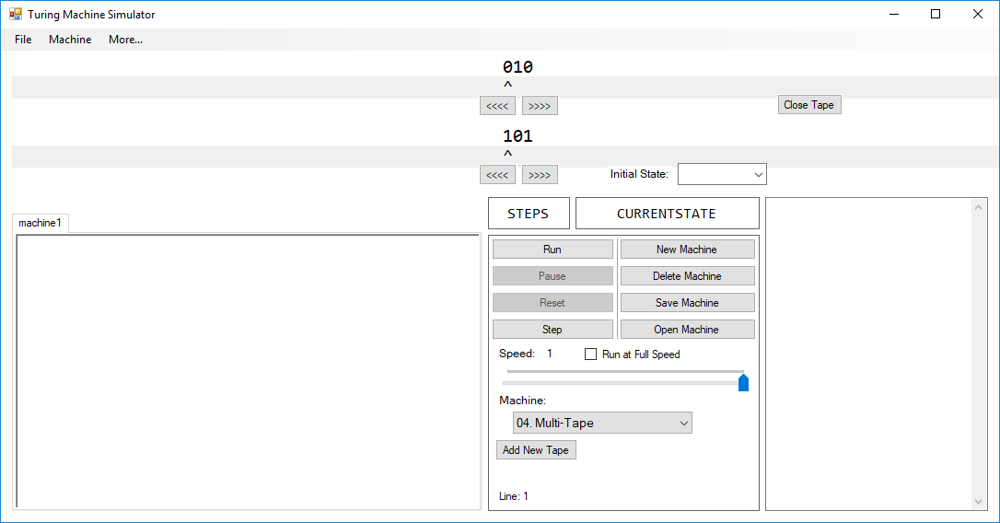 Turing Machine Simulator
File Machine More...
010
^
<<<< >>>> Close Tape
101
^
<<<< >>>> Initial State:
machine1
STEPS CURRENTSTATE
Run New Machine
Pause Delete Machine
Reset Save Machine
Step Open Machine
Speed: 1 Run at Full Speed
Machine:
04. Multi-Tape
Add New Tape
Line: 1